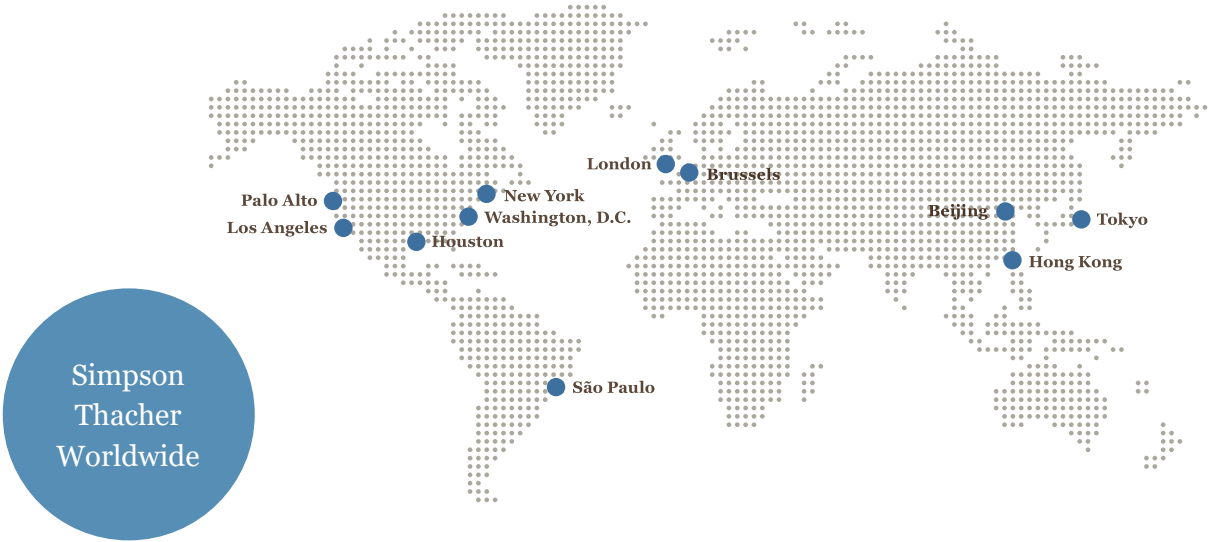 London
Brussels
Palo Alto
New York
Beijing
Washington, D.C.
Tokyo
Los Angeles
Houston
Hong Kong
Simpson
Thacher
Worldwide
São Paulo